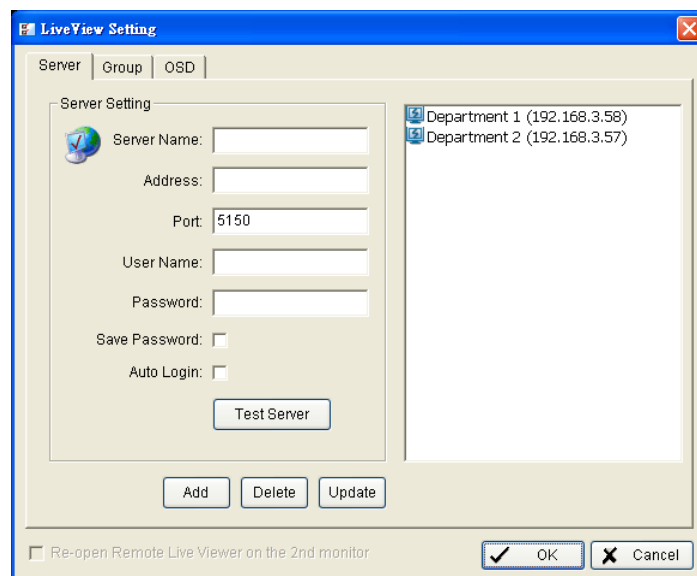 LiveView Setting
Server Group OSD
Server Setting
Server Name:
Address:
Port: 5150
User Name:
Password:
Save Password:
Auto Login:
Test Server
Add Delete Update
Department 1 (192.168.3.58)
Department 2 (192.168.3.57)
Re-open Remote Live Viewer on the 2nd monitor
OK Cancel